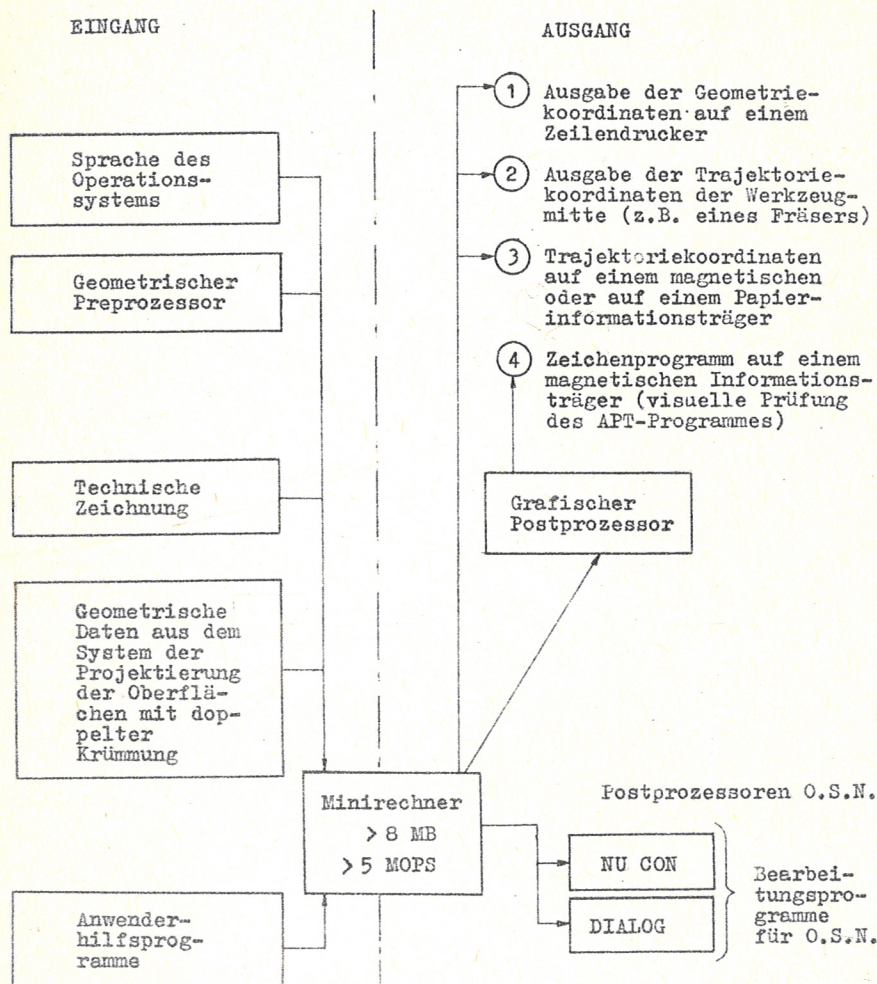 EINGANG
AUSGANG
1
Ausgabe der Geometrie-
koordinaten auf einem
Zeilendrucker
2
Ausgabe der Trajektorie-
koordinaten der Werkzeug-
mitte (z.B. eines Fräsers)
3
Trajektoriekoordinaten
auf einem magnetischen
oder auf einem Papier-
informationsträger
4
Zeichenprogramm auf einem
magnetischen Informations-
träger (visuelle Prüfung
des APT-Programmes)
Sprache des
Operations-
systems
Geometrischer
Preprozessor
Technische
Zeichnung
Geometrische
Daten aus dem
System der
Projektierung
der Oberflä-
chen mit dop-
pelter
Krümmung
Anwender-
hilfsprog-
ramme
Grafischer
Postprozessor
Minirechner
> 8 MB
> 5 MOPS
Postprozessoren O.S.N.
NU CON
DIALOG
Bearbei-
tungspro-
gramme
für O.S.N.